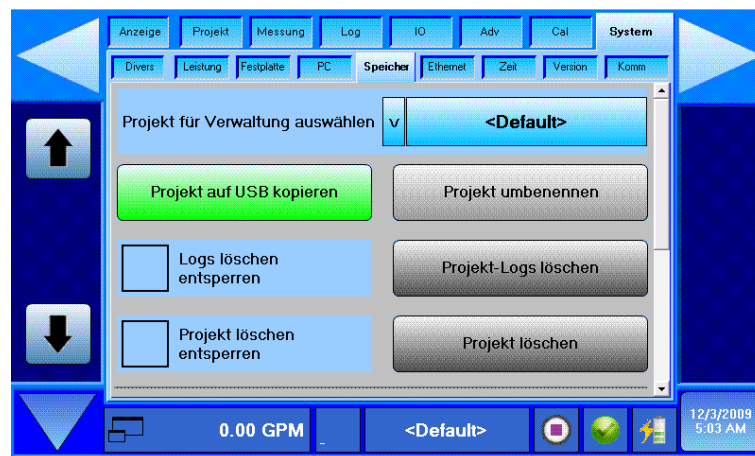 Anzeige Projekt Messung Log IO Adv Cal System
Divers Leistung Festplatte PC Speicher Ethernet Zeit Version Komm
Projekt für Verwaltung auswählen v <Default>
Projekt auf USB kopieren Projekt umbenennen
Logs löschen
entsperren
Projekt-Logs löschen
Projekt löschen
entsperren
Projekt löschen
0.00 GPM _ <Default>
12/3/2009
5:03 AM